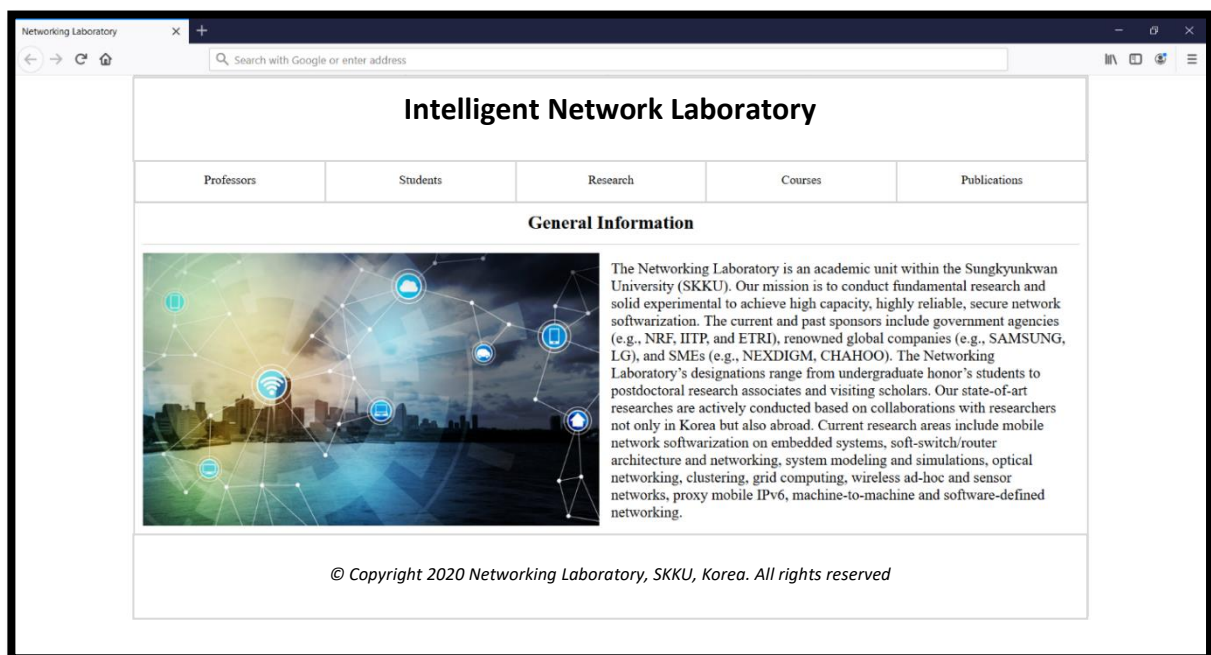 Networking Laboratory
Search with Google or enter address
Intelligent Network Laboratory
Professors Students Research Courses Publications
General Information
The Networking Laboratory is an academic unit within the Sungkyunkwan
University (SKKU). Our mission is to conduct fundamental research and
solid experimental to achieve high capacity, highly reliable, secure network
softwarization. The current and past sponsors include government agencies
(e.g., NRF, IITP, and ETRI), renowned global companies (e.g., SAMSUNG,
LG), and SMEs (e.g., NEXDIGM, CHAHOO). The Networking
Laboratory’s designations range from undergraduate honor’s students to
postdoctoral research associates and visiting scholars. Our state-of-art
researches are actively conducted based on collaborations with researchers
not only in Korea but also abroad. Current research areas include mobile
network softwarization on embedded systems, soft-switch/router
architecture and networking, system modeling and simulations, optical
networking, clustering, grid computing, wireless ad-hoc and sensor
networks, proxy mobile IPv6, machine-to-machine and software-defined
networking.
© Copyright 2020 Networking Laboratory, SKKU, Korea. All rights reserved